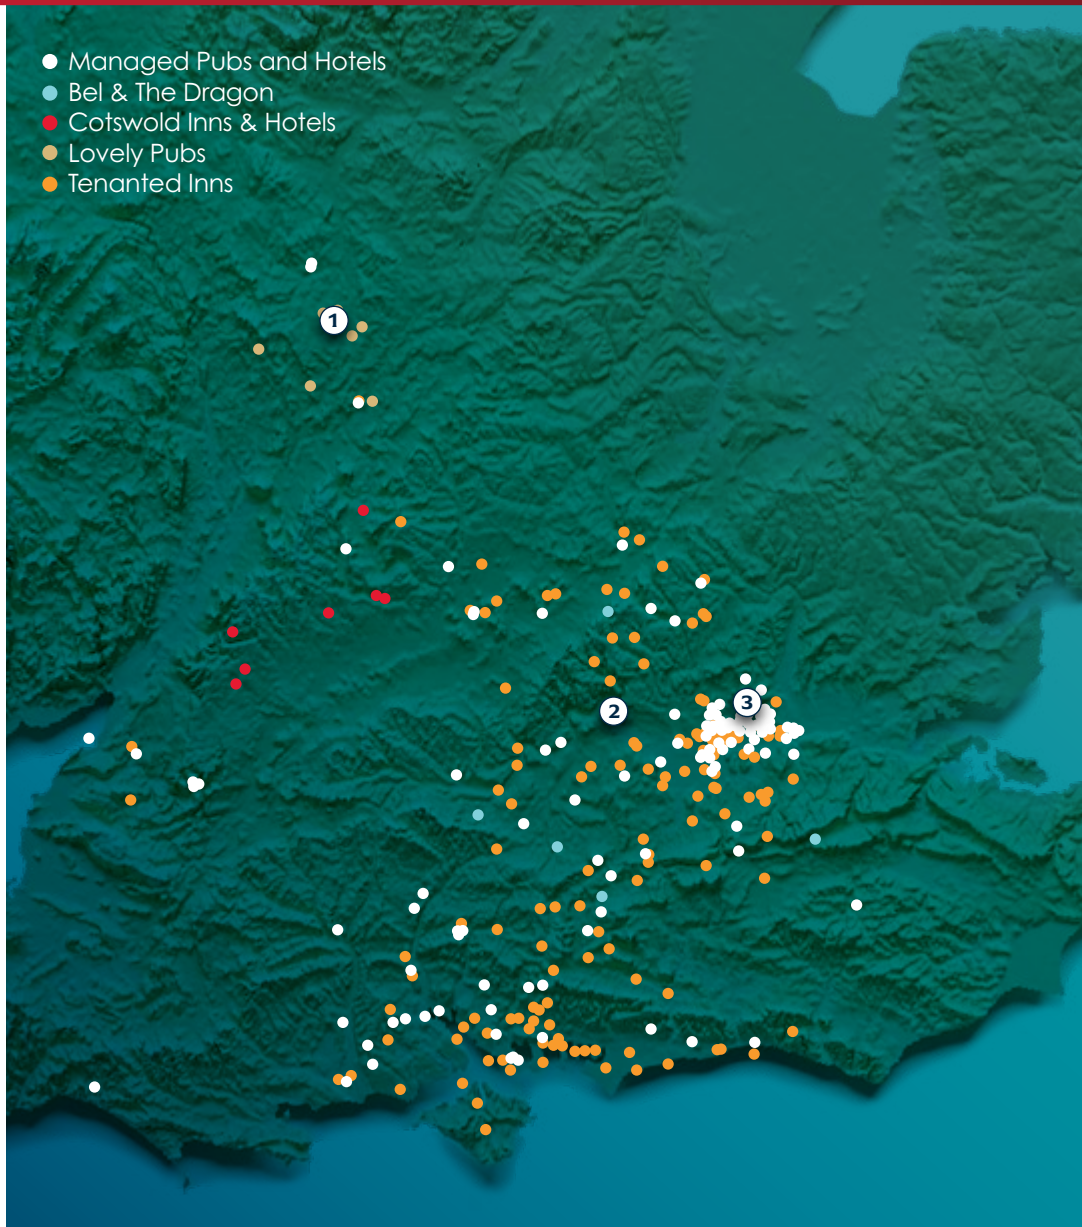 Managed Pubs and Hotels
Bel & The Dragon
Cotswold Inns & Hotels
Lovely Pubs
Tenanted Inns
1
2
3